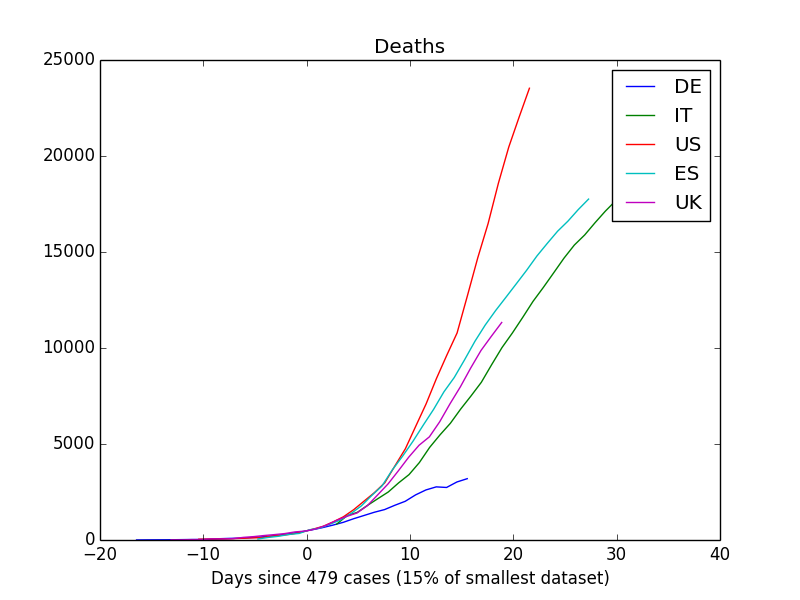 Deaths
25000
20000
15000
10000
5000
0
DE
IT
US
ES
UK
−20 −10 0 10 20 30 40
Days since 479 cases (15% of smallest dataset)